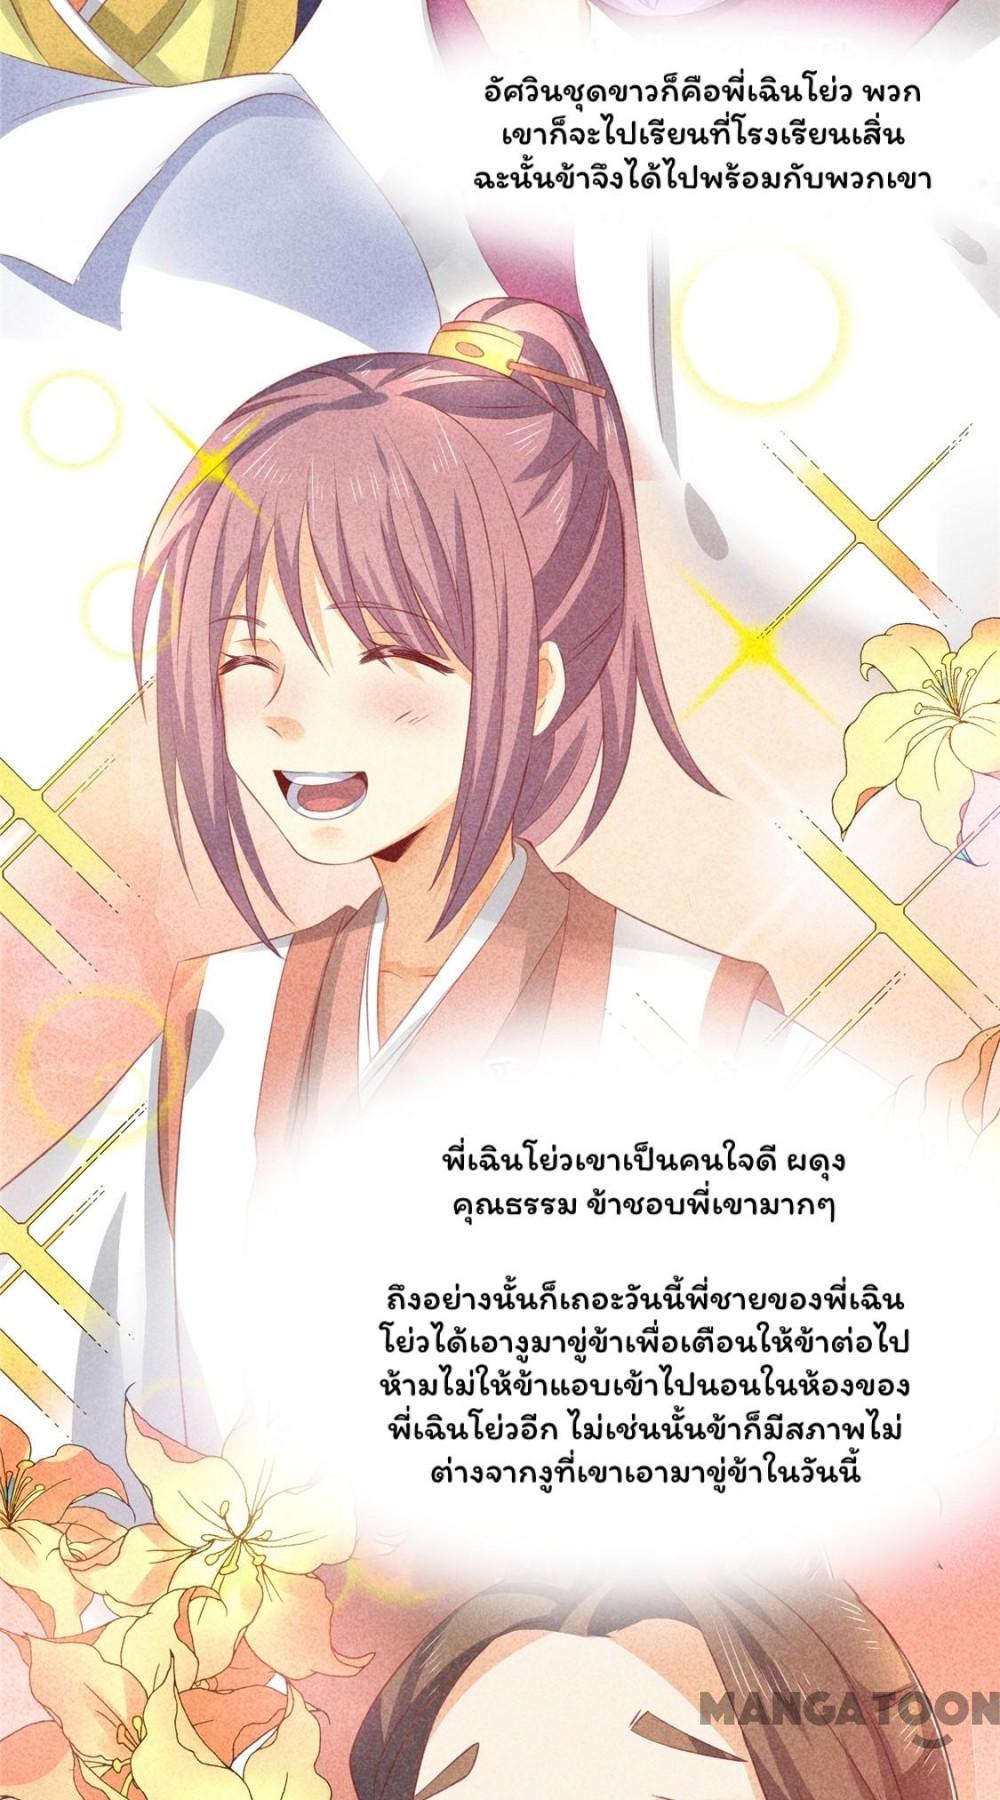 อัศวินชุดขาวก็คือพี่เฉินโย่ว พวก
เขาก็จะไปเรียนที่โรงเรียนเสิ่น
ฉะนั้นข้าจึงได้ไปพร้อมกับพวกเขา
พี่เฉินโย่วเขาเป็นคนใจดี ผดุง
คุณธรรม ข้าชอบพี่เขามากๆ
ถึงอย่างนั้นก็เถอะวันนี้พี่ชายของพี่เฉิน
โย่วได้เอางูมาขู่ข้าเพื่อเตือนให้ข้าต่อไป
ห้ามไม่ให้ข้าแอบเข้าไปนอนในห้องของ
พี่เฉินโย่วอีก ไม่เช่นนั้นข้าก็มีสภาพไม่
ต่างจากงูที่เขาเอามาขู่ข้าในวันนี้
MANGATOON